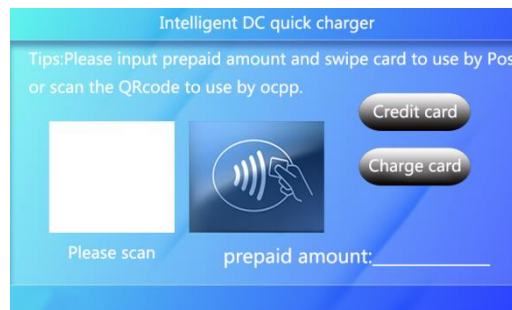 Intelligent DC quick charger
Tips:Please input prepaid amount and swipe card to use by Pos
or scan the QRcode to use by ocpp.
Credit card
Charge card
Please scan
prepaid amount:__________